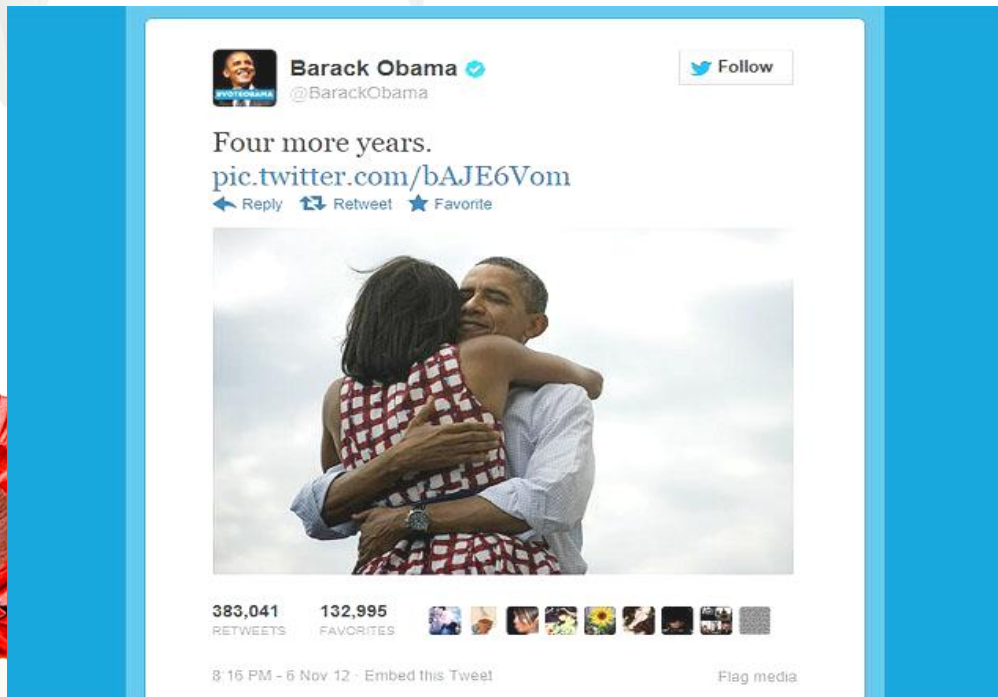 Barack Obama
@BarackObama
Follow
#VOTEOBAMA
Four more years.
pic.twitter.com/bAJE6Vom
Reply Retweet Favorite
383,041 132,995
RETWEETS FAVORITES
8:16 PM - 6 Nov 12 · Embed this Tweet Flag media